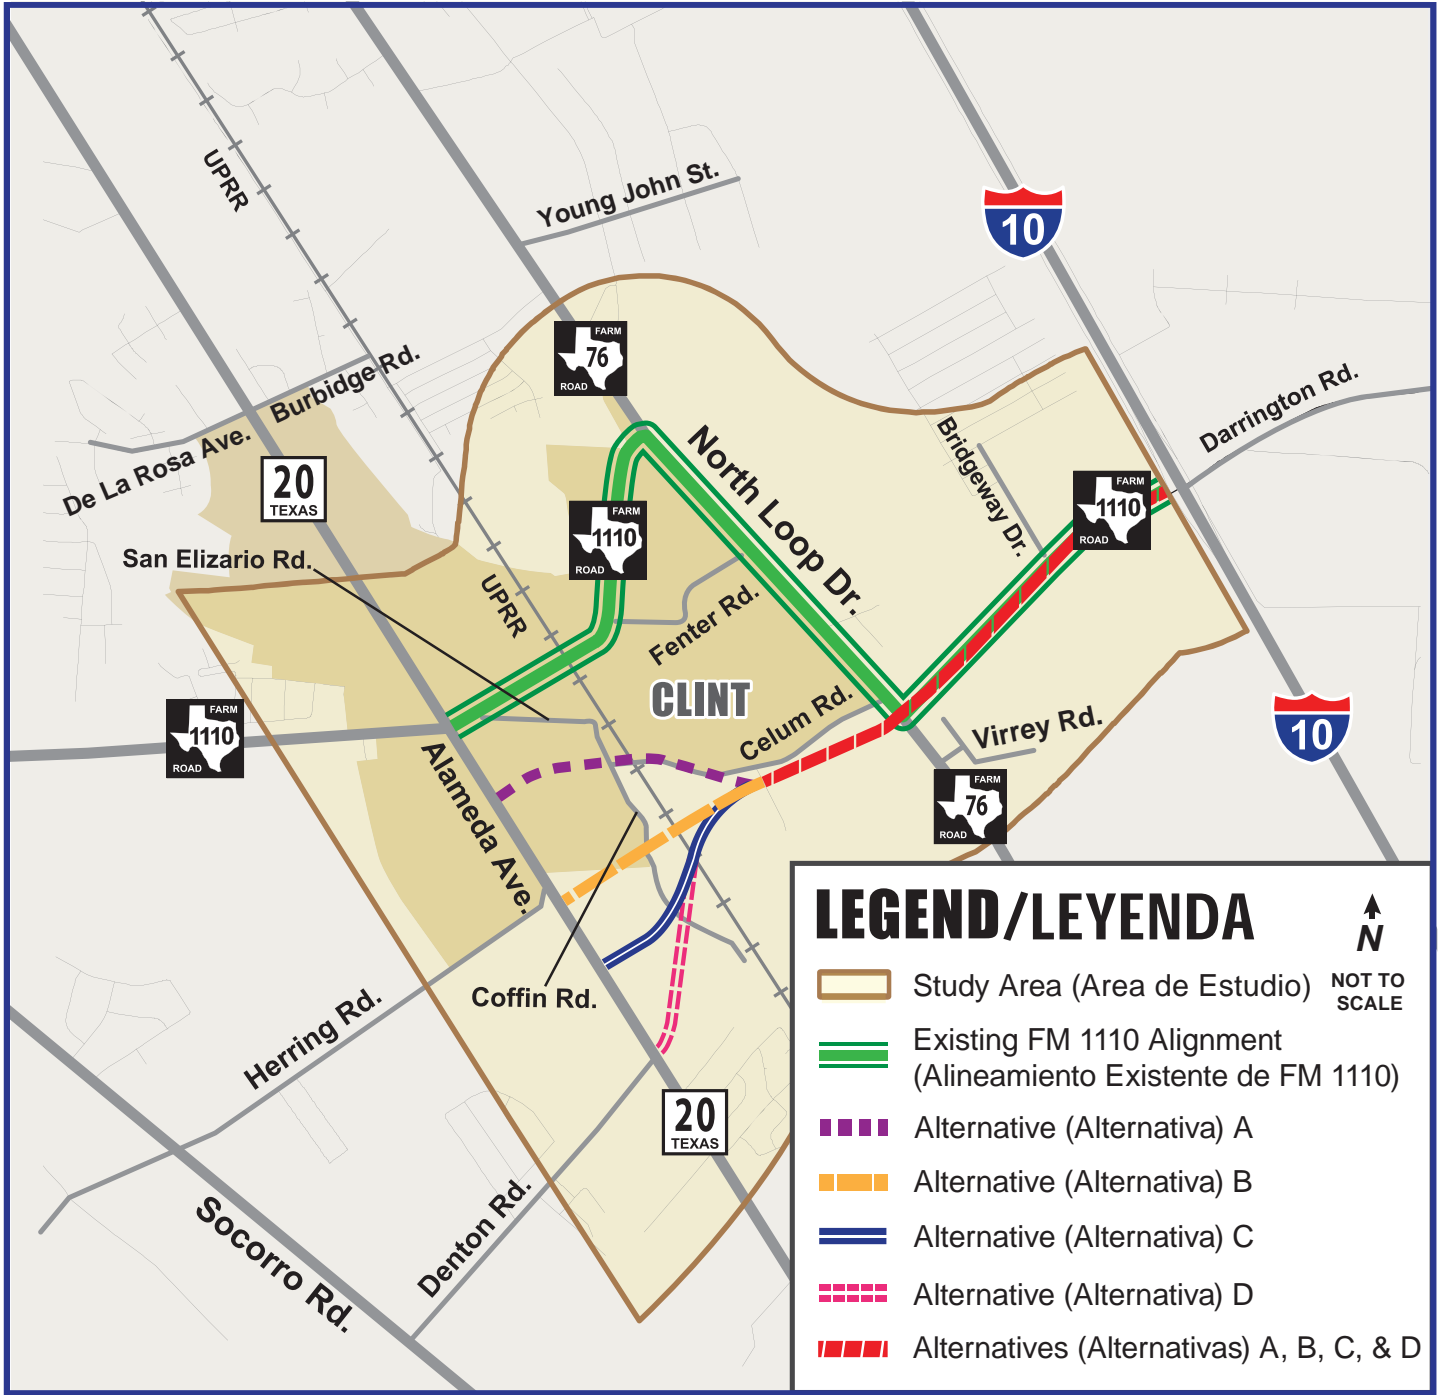 UPRR
Young John St.
10
FARM
76
ROAD
Burbidge Rd.
De La Rosa Ave.
Darrington Rd.
North Loop Dr.
Bridgeway Dr.
20
TEXAS
FARM
1110
ROAD
FARM
1110
ROAD
San Elizario Rd.
UPRR
Fenter Rd.
CLINT
Celum Rd.
Virrey Rd.
FARM
1110
ROAD
10
Alameda Ave.
FARM
76
ROAD
Coffin Rd.
Herring Rd.
20
TEXAS
Denton Rd.
Socorro Rd.
LEGEND/LEYENDA
N
NOT TO
SCALE
Study Area (Area de Estudio)
Existing FM 1110 Alignment
(Alineamiento Existente de FM 1110)
Alternative (Alternativa) A
Alternative (Alternativa) B
Alternative (Alternativa) C
Alternative (Alternativa) D
Alternatives (Alternativas) A, B, C, & D